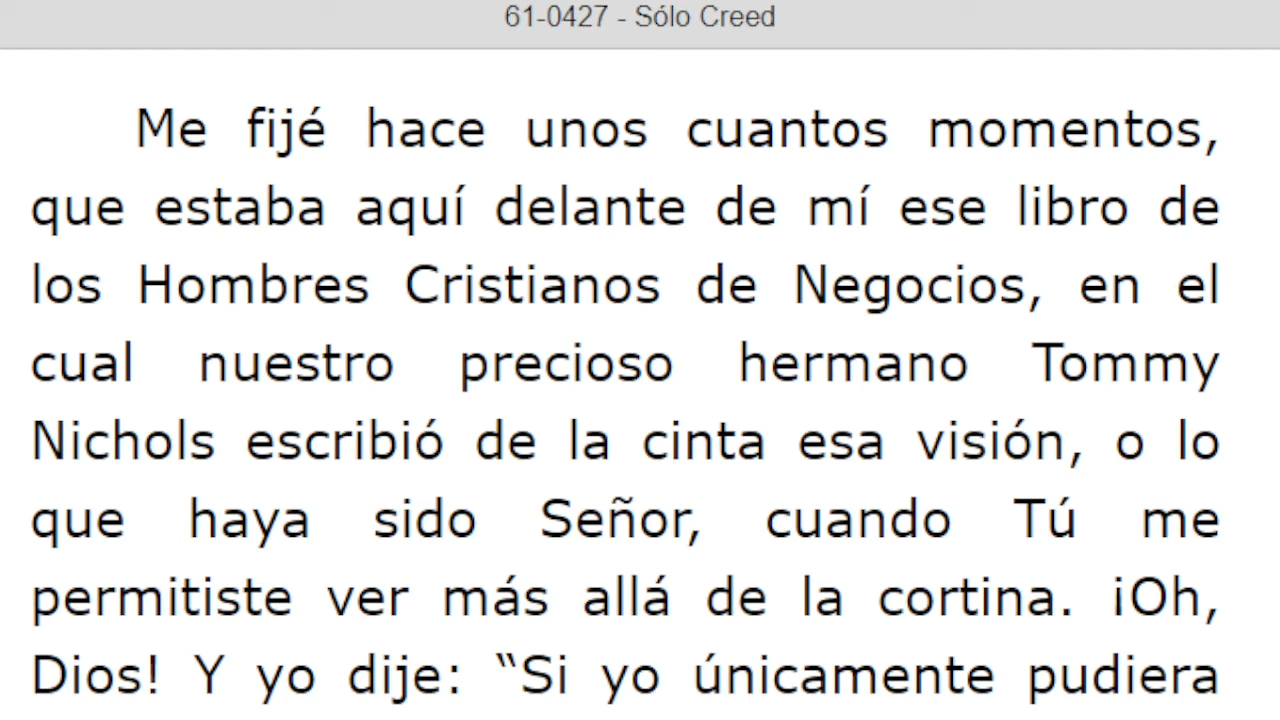 61-0427 - Sólo Creed
Me fijé hace unos cuantos momentos,
que estaba aquí delante de mí ese libro de
los Hombres Cristianos de Negocios, en el
cual nuestro precioso hermano Tommy
Nichols escribió de la cinta esa visión, o lo
que haya sido Señor, cuando Tú me
permitiste ver más allá de la cortina. ¡Oh,
Dios! Y yo dije: “Si yo únicamente pudiera